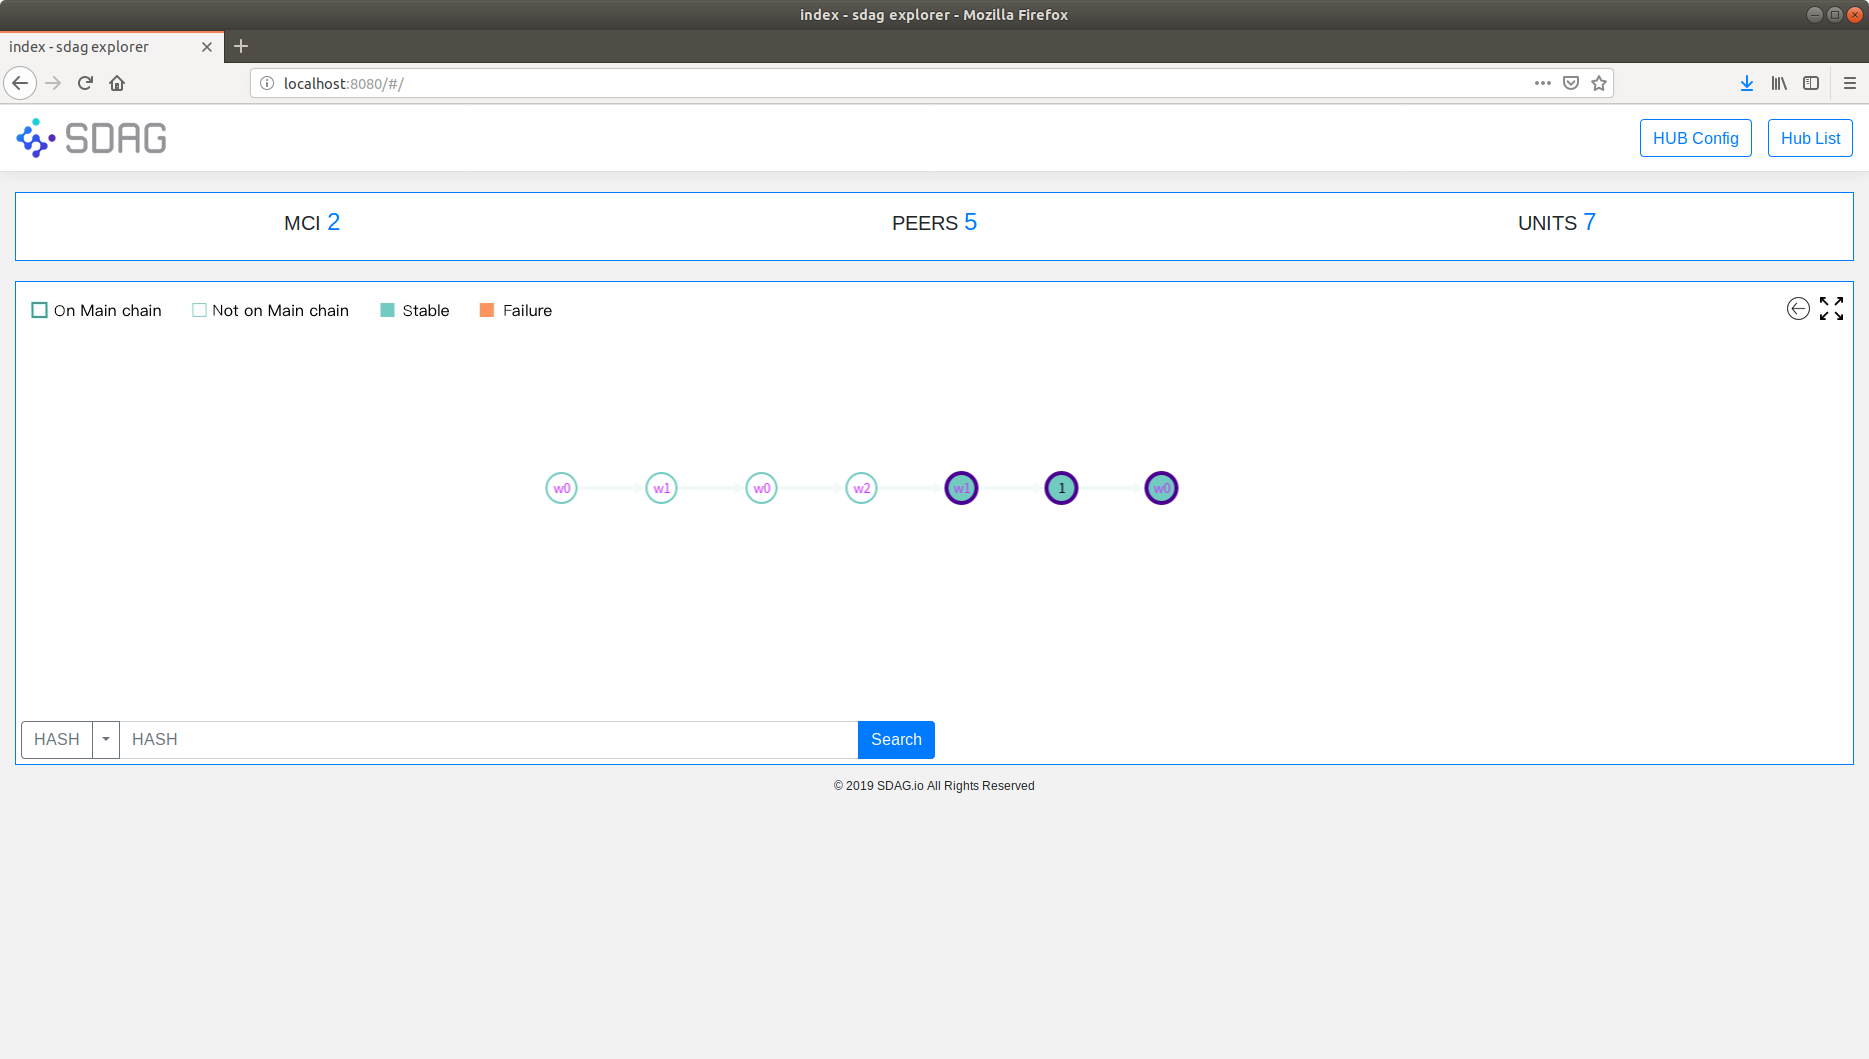 index - sdag explorer - Mozilla Firefox
index - sdag explorer
localhost:8080/#/
SDAG
HUB Config
Hub List
MCI 2
PEERS 5
UNITS 7
On Main chain
Not on Main chain
Stable
Failure
w0
w1
w0
w2
w1
1
w0
HASH
HASH
Search
© 2019 SDAG.io All Rights Reserved